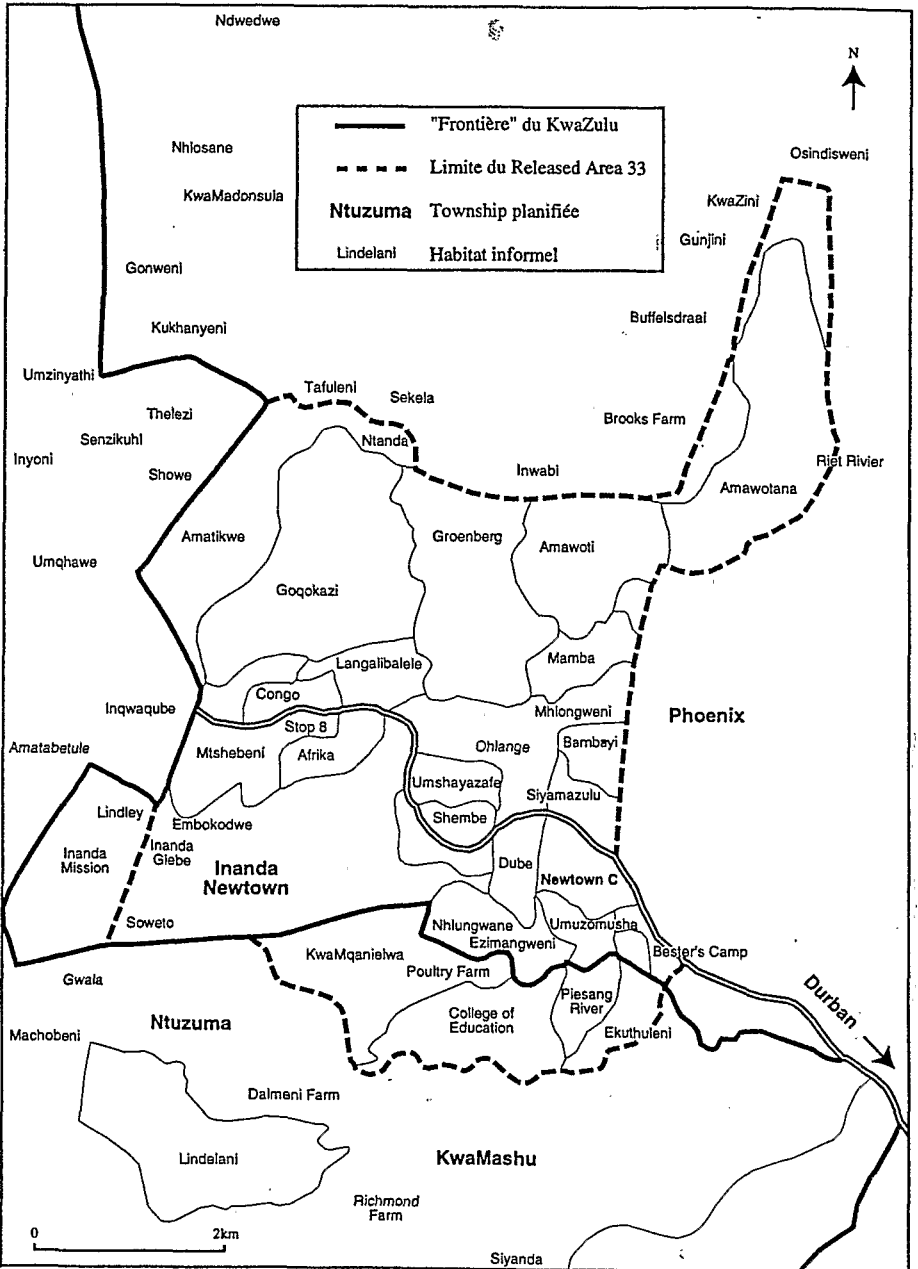 Ndwedwe
N
"Frontière" du KwaZulu
Limite du Released Area 33
Ntuzuma Township planifiée
Lindelani Habitat informel
Nhlosane
KwaMadonsula
Gonweni
Kukhanyeni
Osindisweni
KwaZini
Gunjini
Buffelsdraai
Umzinyathi
Thelezi
Senzikuhl
Inyoni
Showe
Tafuleni
Sekela
Ntanda
Brooks Farm
Inwabi
Riet Rivier
Amawotana
Amatikwe
Groenberg
Amawoti
Umqhawe
Goqokazi
Langalibalele
Mamba
Congo
Inqwaqube
Mhlongweni
Phoenix
Stop 8
Amatabetule
Mtshebeni
Afrika
Ohlange
Bambayi
Umshayazafe
Siyamazulu
Lindley
Embokodwe
Shembe
Inanda
Mission
Inanda
Glebe
Inanda
Newtown
Dube
Newtown C
Soweto
Nhlungwane
Umuzomusha
Ezimangweni
KwaMqanielwa
Bester's Camp
Gwala
Poultry Farm
Piesang
River
Durban
Ntuzuma
College of
Education
Ekuthuleni
Machobeni
Dalmeni Farm
Lindelani
KwaMashu
Richmond
Farm
0 2km
Siyanda